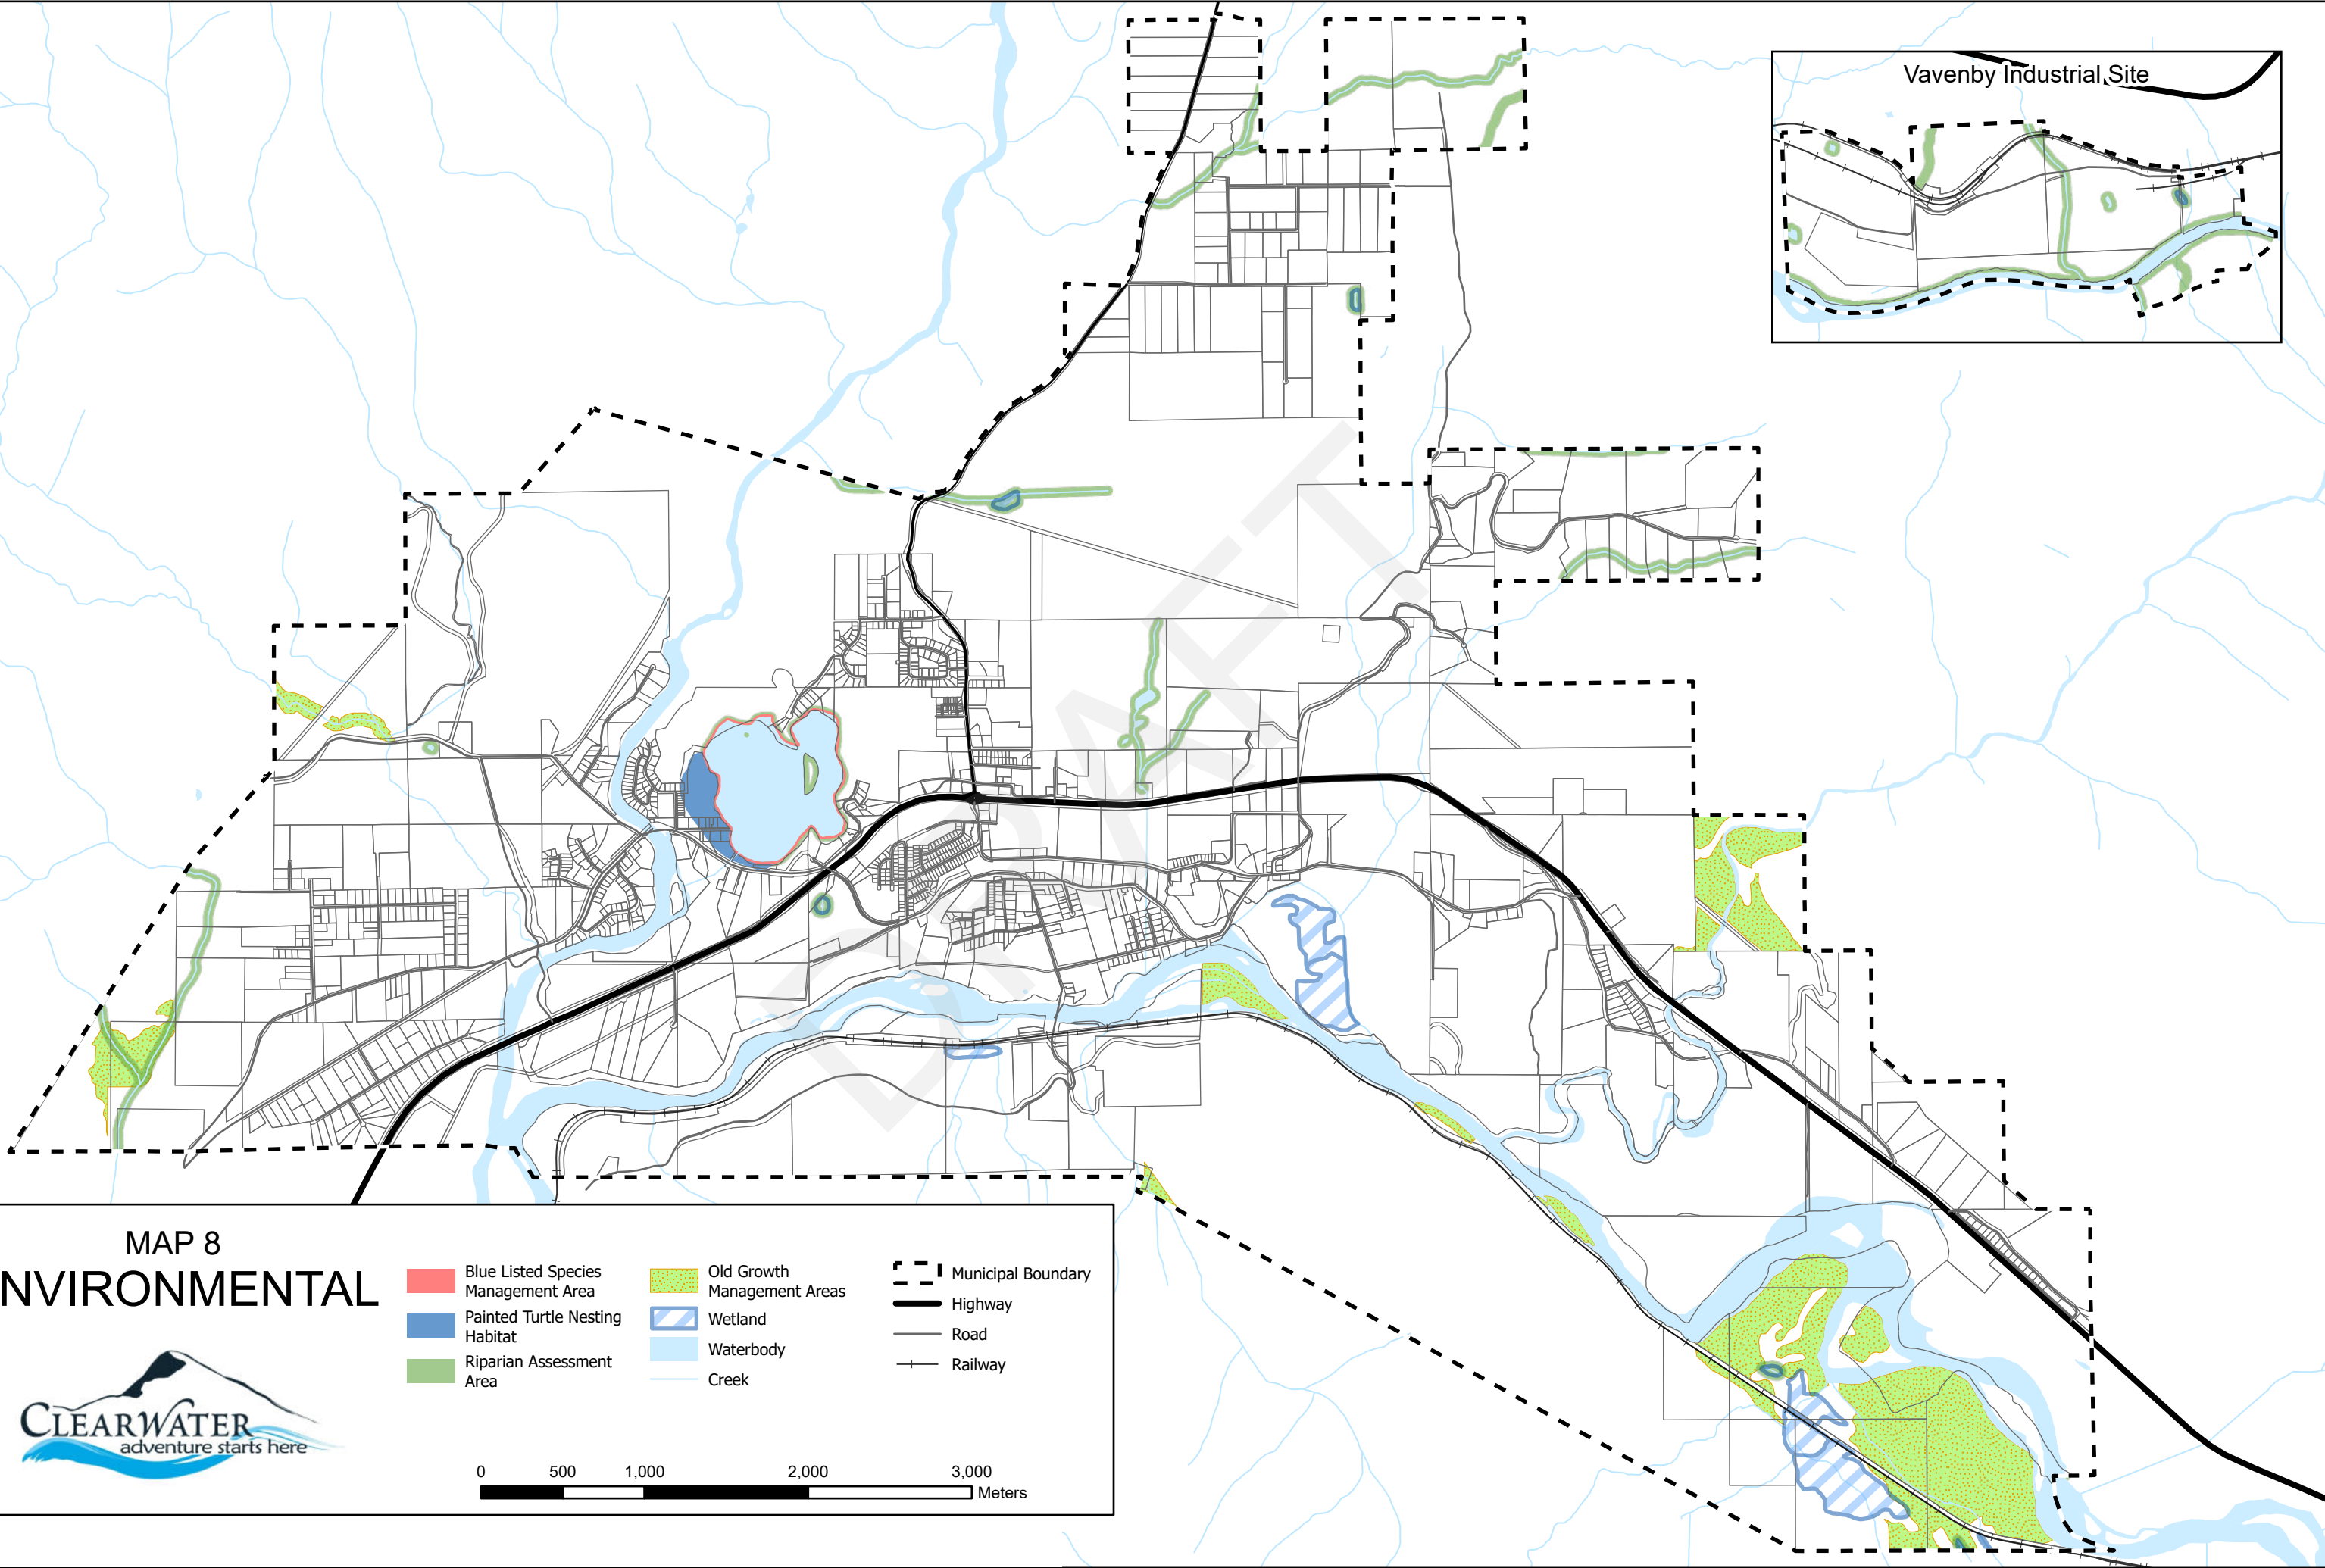 Vavenby Industrial Site
DRAFT
MAP 8
NVIRONMENTAL
Blue Listed Species
Management Area
Painted Turtle Nesting
Habitat
Riparian Assessment
Area
Old Growth
Management Areas
Wetland
Waterbody
Creek
Municipal Boundary
Highway
Road
Railway
CLEARWATER
adventure starts here
0 500 1,000 2,000 3,000
Meters